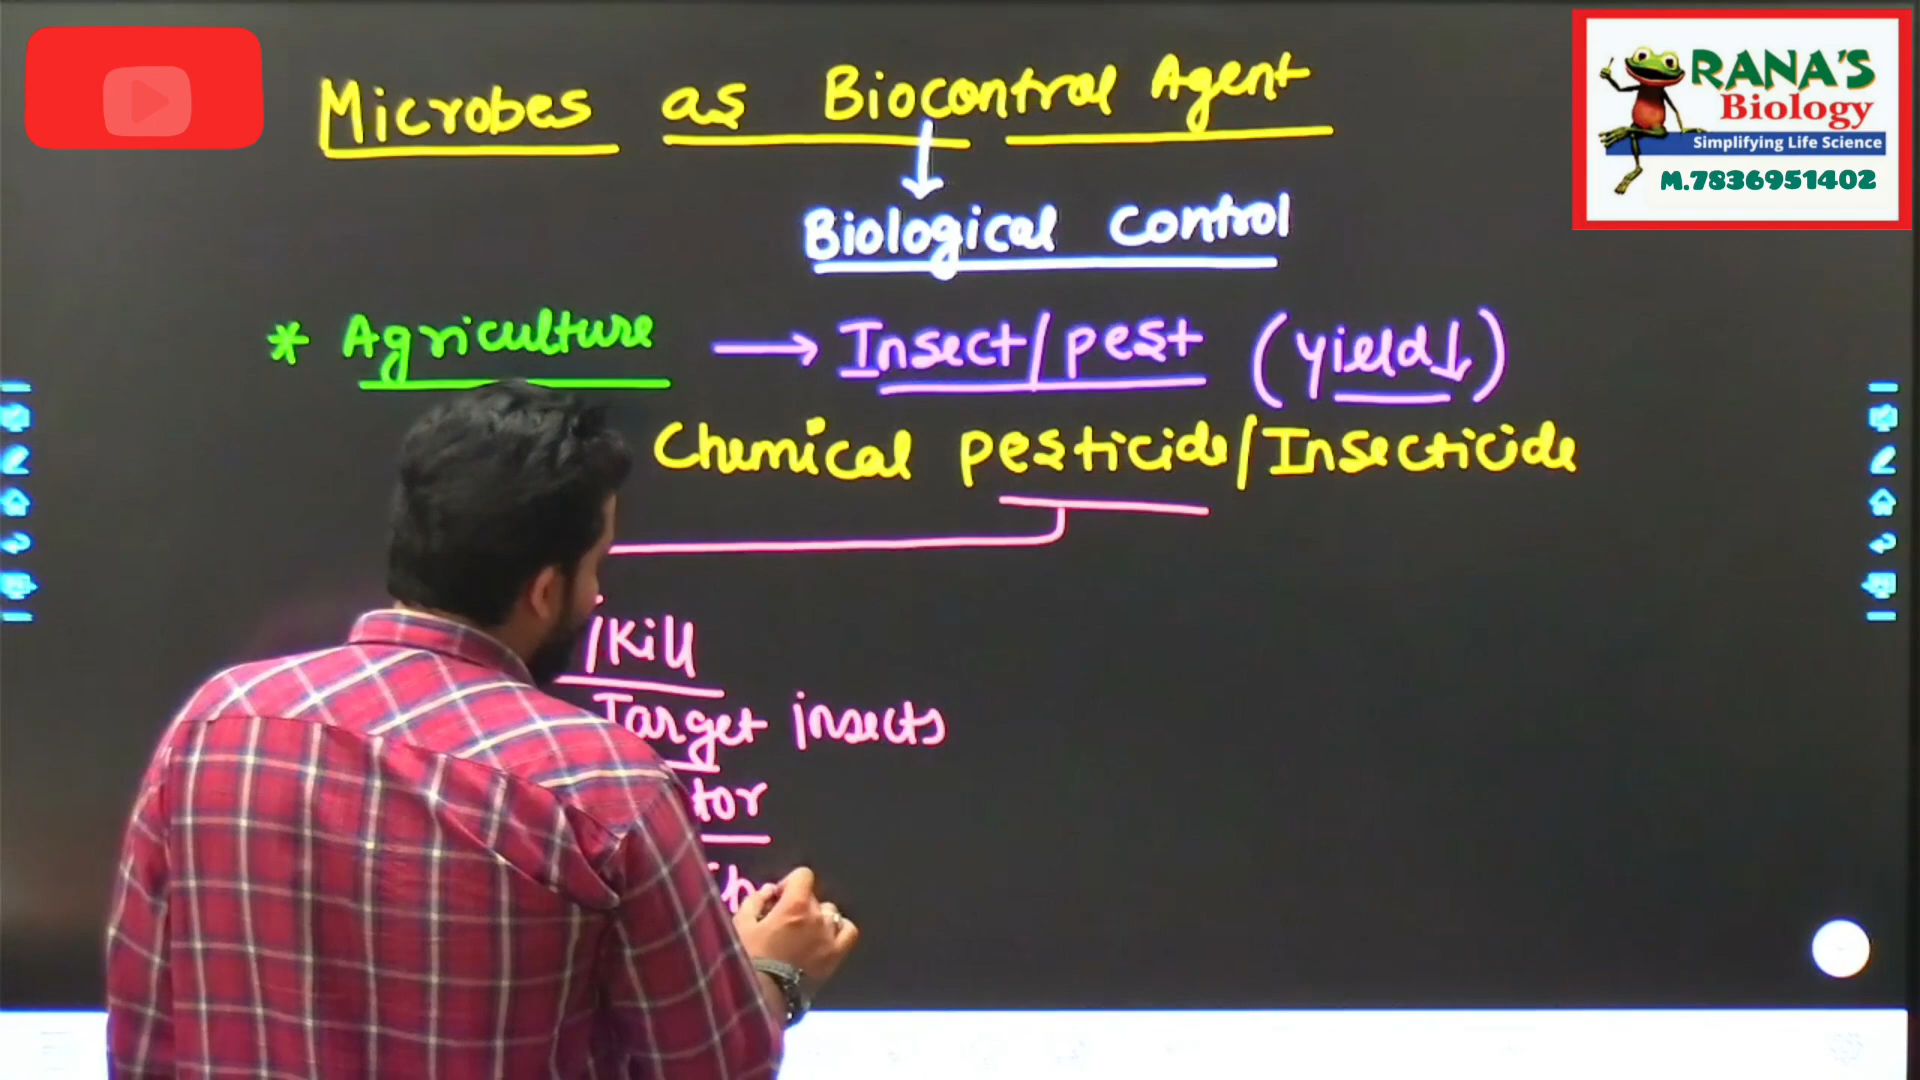 Microbes as Biocontrol Agent
RANA'S
Biology
Simplifying Life Science
M.7836951402
Biological control
* Agriculture → Insect/pest (yield↓)
Chemical pesticide/Insecticide
/Kill
Target insects
tor